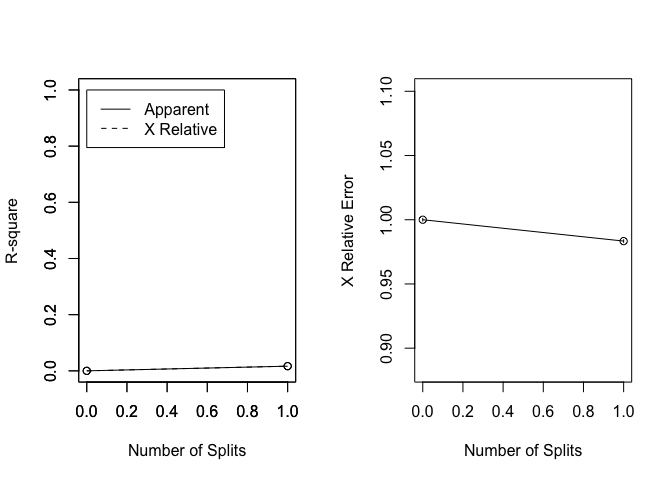 R-square
1.0
0.8
0.6
0.4
0.2
0.0
Apparent
X Relative
0.0 0.2 0.4 0.6 0.8 1.0
Number of Splits
X Relative Error
1.10
1.05
1.00
0.95
0.90
0.0 0.2 0.4 0.6 0.8 1.0
Number of Splits